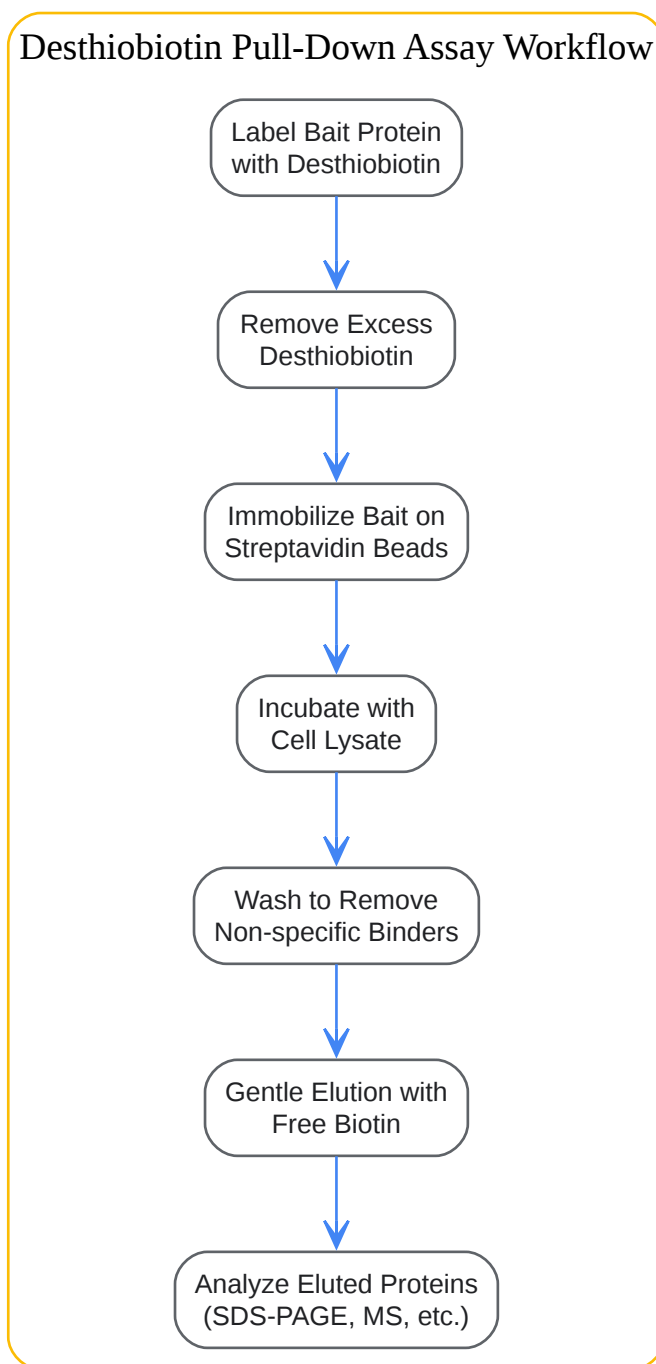 Desthiobiotin Pull-Down Assay Workflow
Label Bait Protein
with Desthiobiotin
Remove Excess
Desthiobiotin
Immobilize Bait on
Streptavidin Beads
Incubate with
Cell Lysate
Wash to Remove
Non-specific Binders
Gentle Elution with
Free Biotin
Analyze Eluted Proteins
(SDS-PAGE, MS, etc.)